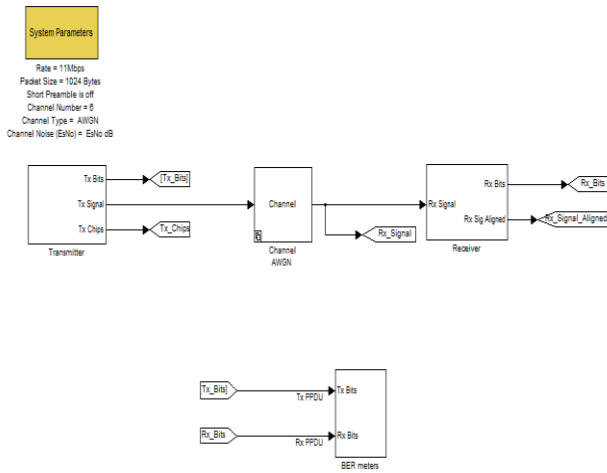 System Parameters
Rate = 11Mbps
Packet Size = 1024 Bytes
Short Preamble is off
Channel Number = 6
Channel Type = AWGN
Channel Noise (EsNo) = EsNo dB
Tx Bits
[Tx_Bits]
Tx Signal
Tx Chips
Tx_Chips
Transmitter
Channel
Channel
AWGN
Rx_Signal
Rx Signal
Rx Bits
Rx_Bits
Rx Sig Aligned
Rx_Signal_Aligned
Receiver
Tx_Bits]
Tx PPDU
Tx Bits
Rx_Bits
Rx PPDU
Rx Bits
BER meters